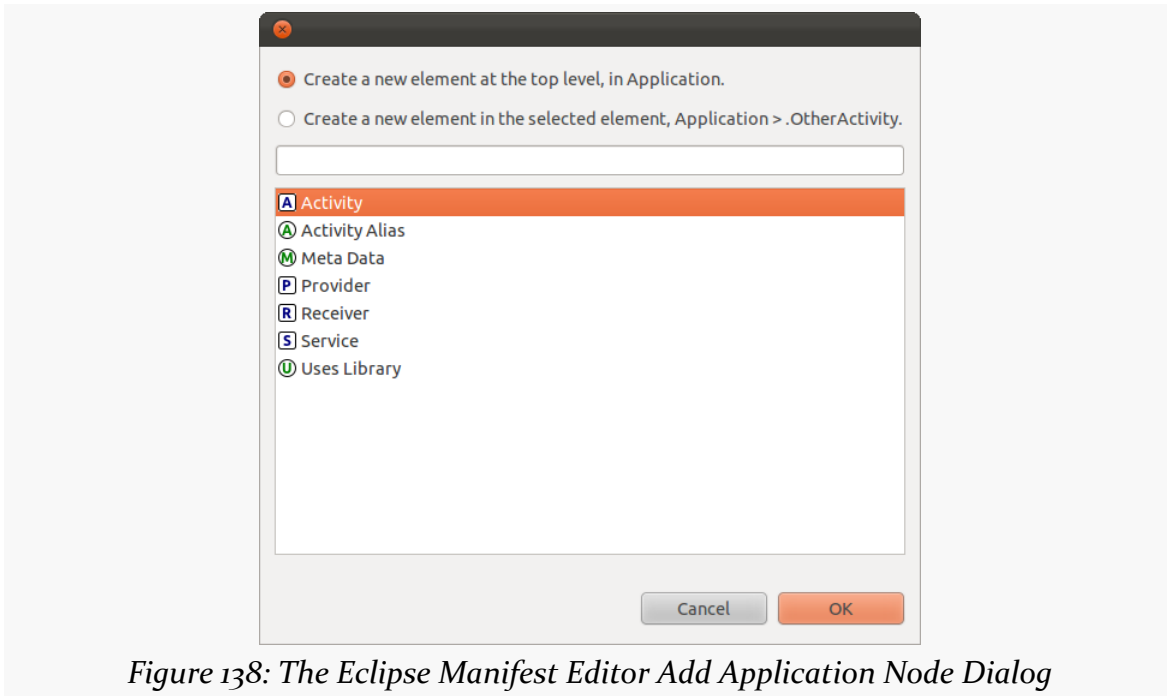 Create a new element at the top level, in Application.
Create a new element in the selected element, Application > .OtherActivity.
A Activity
A Activity Alias
M Meta Data
P Provider
R Receiver
S Service
U Uses Library
Cancel OK
Figure 138: The Eclipse Manifest Editor Add Application Node Dialog